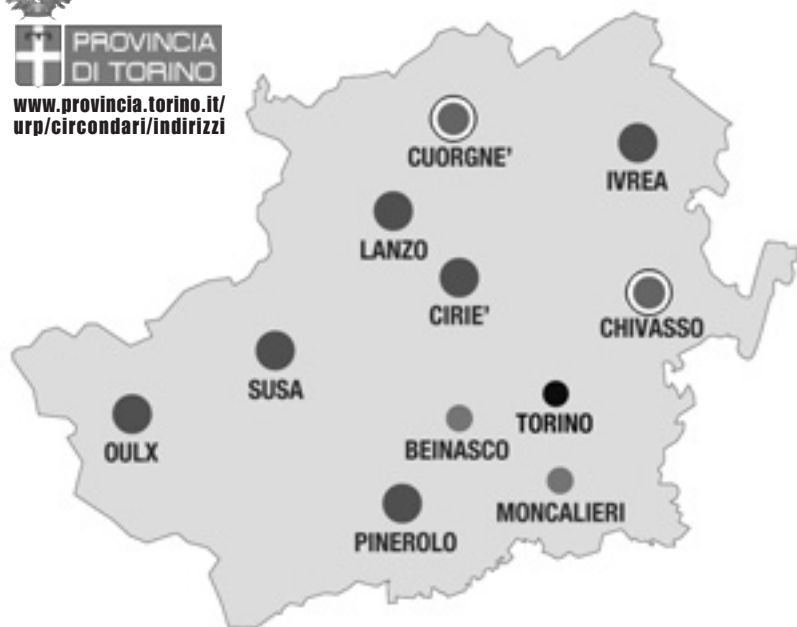 PROVINCIA
DI TORINO
www.provincia.torino.it/
urp/circondari/indirizzi
CUORGNE'
IVREA
LANZO
CIRIE'
CHIVASSO
SUSA
TORINO
OULX
BEINASCO
MONCALIERI
PINEROLO